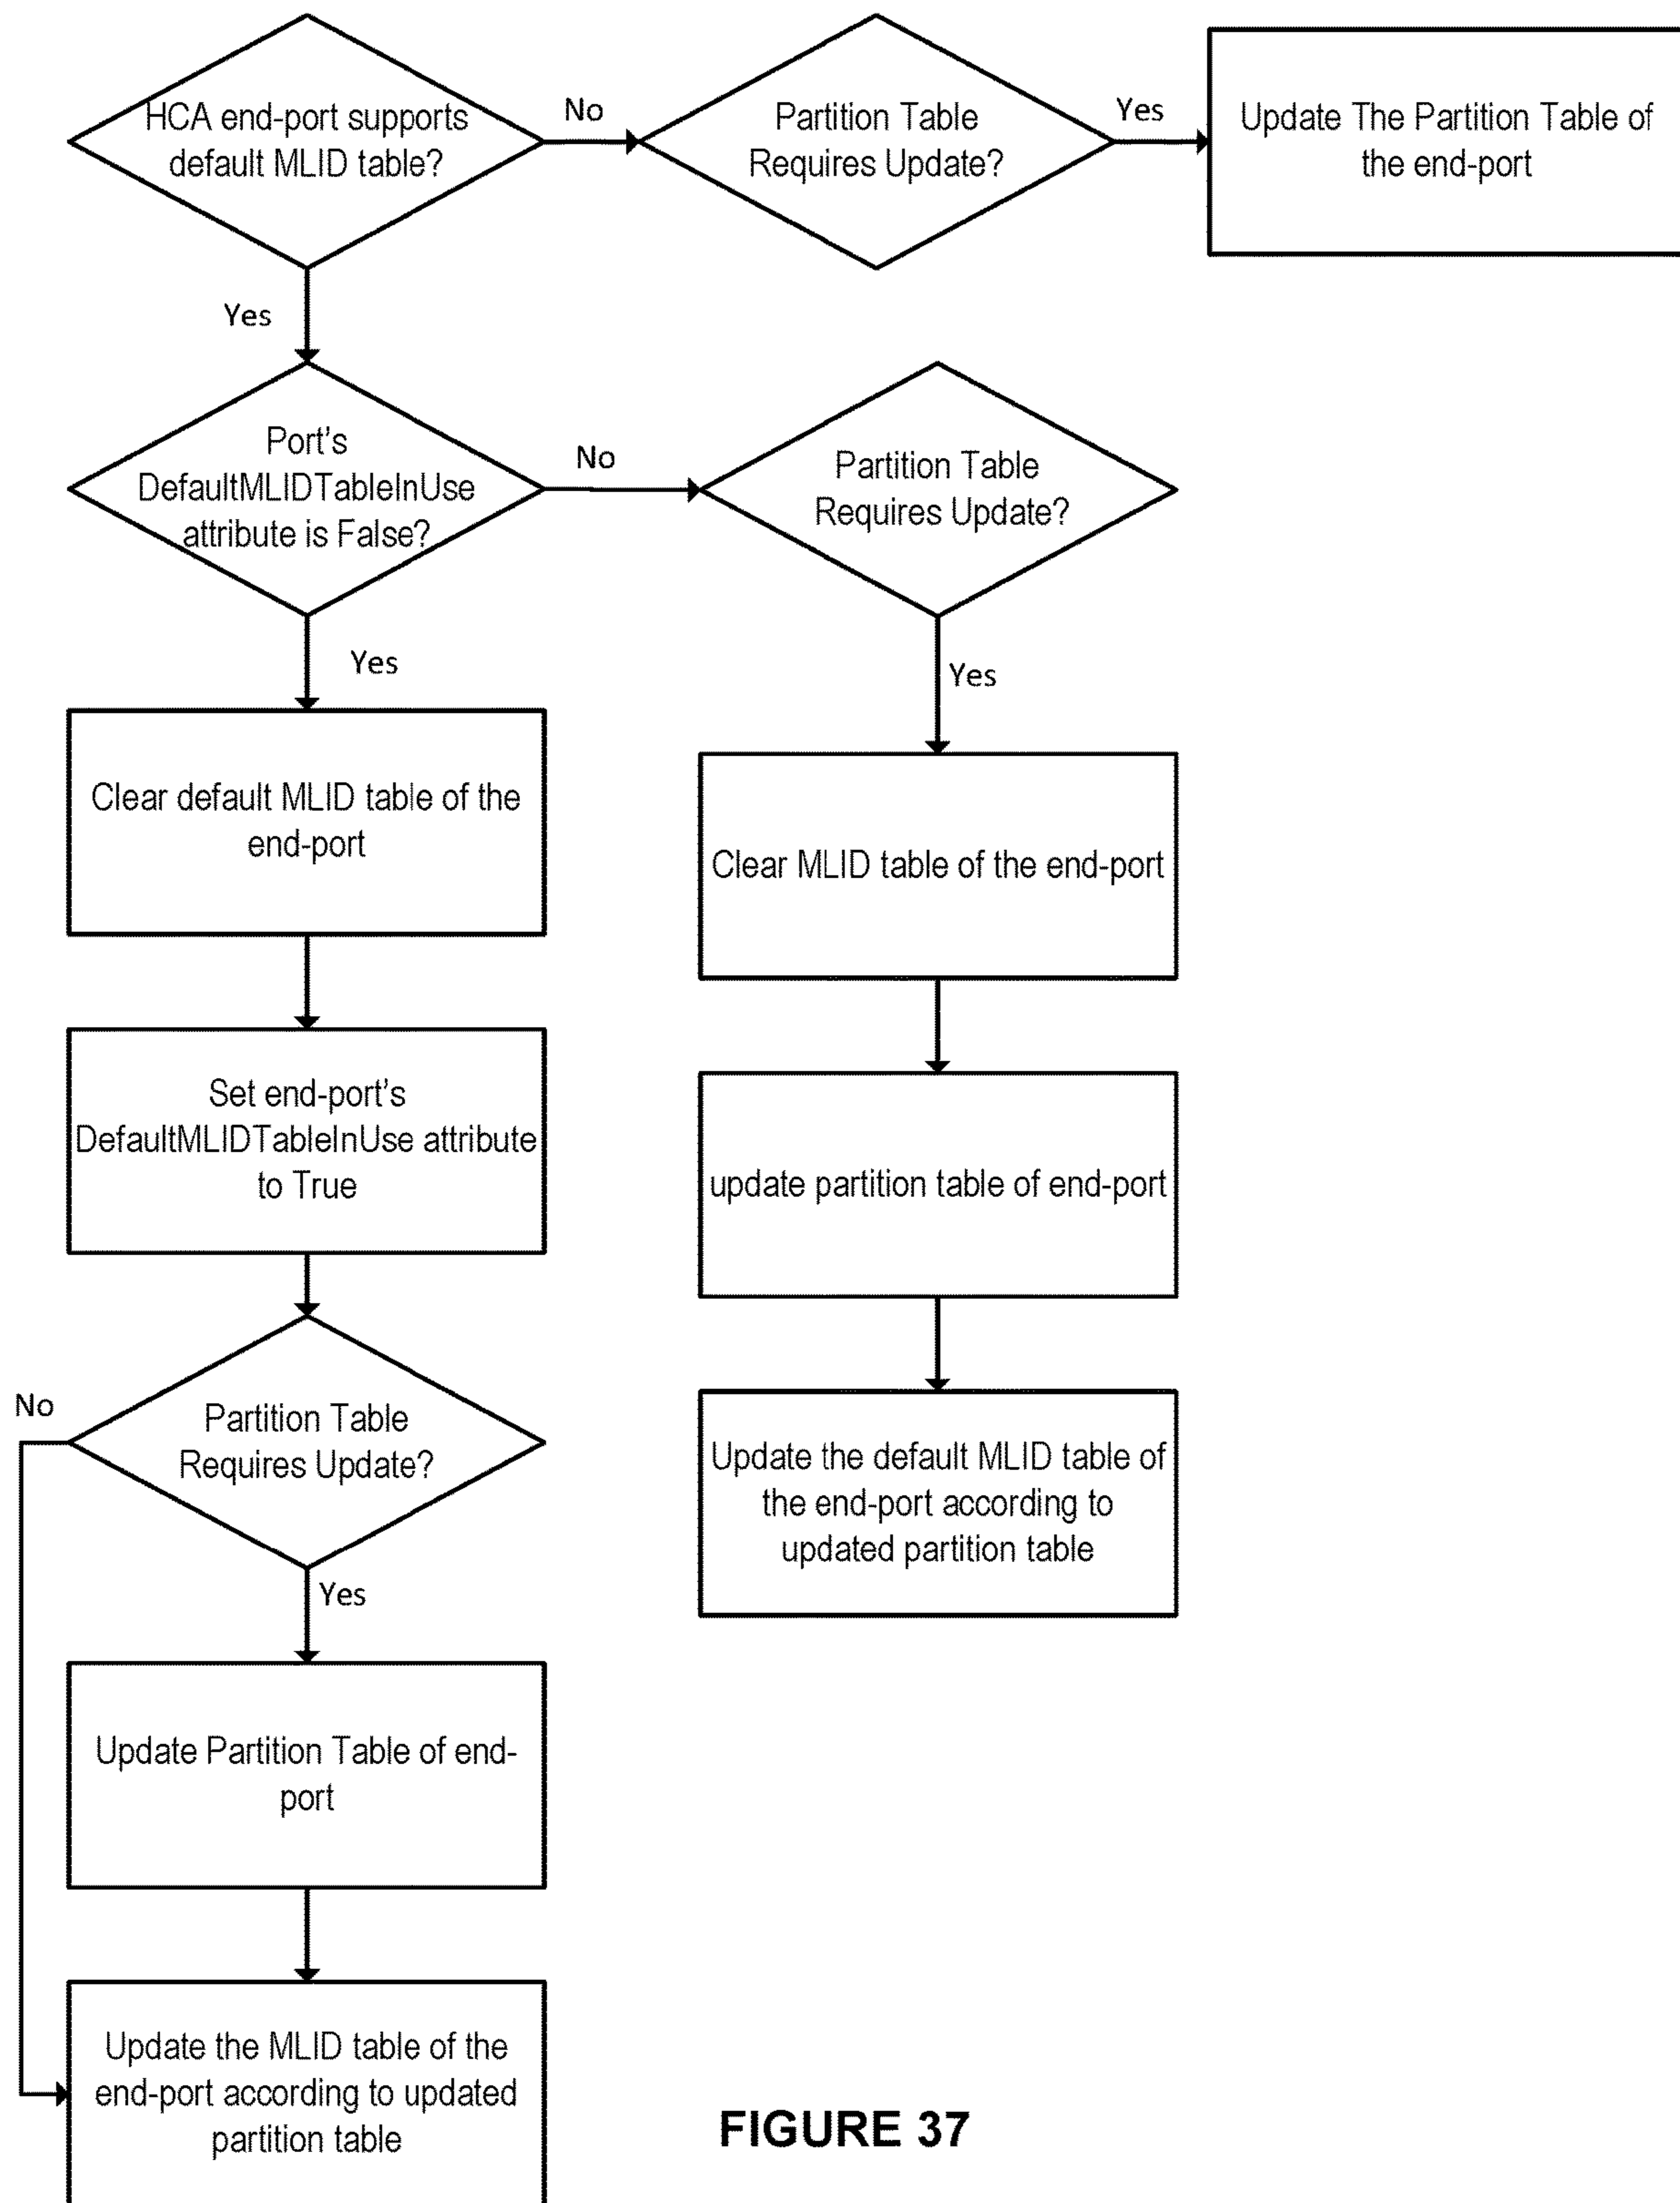 HCA end-port supports
default MLID table?
No
Partition Table
Requires Update?
Yes
Update The Partition Table of
the end-port
Yes
Port's
DefaultMLIDTableInUse
attribute is False?
No
Partition Table
Requires Update?
Yes
Yes
Clear default MLID table of the
end-port
Clear MLID table of the end-port
Set end-port's
DefaultMLIDTableInUse attribute
to True
update partition table of end-port
No
Partition Table
Requires Update?
Update the default MLID table of
the end-port according to
updated partition table
Yes
Update Partition Table of end-
port
Update the MLID table of the
end-port according to updated
partition table
FIGURE 37